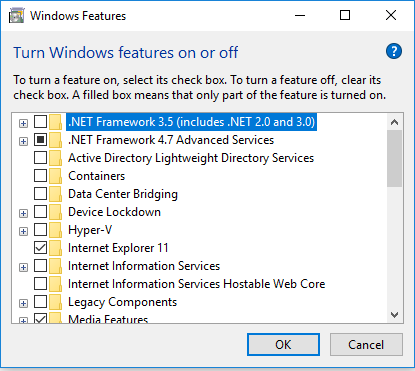 Windows Features
Turn Windows features on or off
To turn a feature on, select its check box. To turn a feature off, clear its
check box. A filled box means that only part of the feature is turned on.
.NET Framework 3.5 (includes .NET 2.0 and 3.0)
.NET Framework 4.7 Advanced Services
Active Directory Lightweight Directory Services
Containers
Data Center Bridging
Device Lockdown
Hyper-V
Internet Explorer 11
Internet Information Services
Internet Information Services Hostable Web Core
Legacy Components
Media Features
OK Cancel